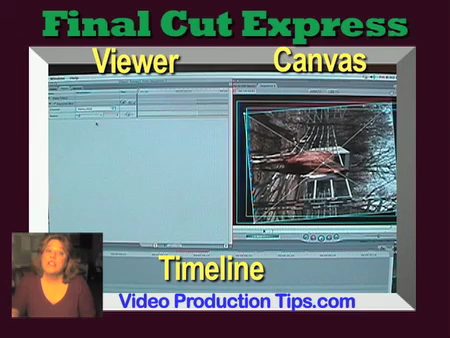 Final Cut Express
Viewer
Canvas
Timeline
Video Production Tips.com